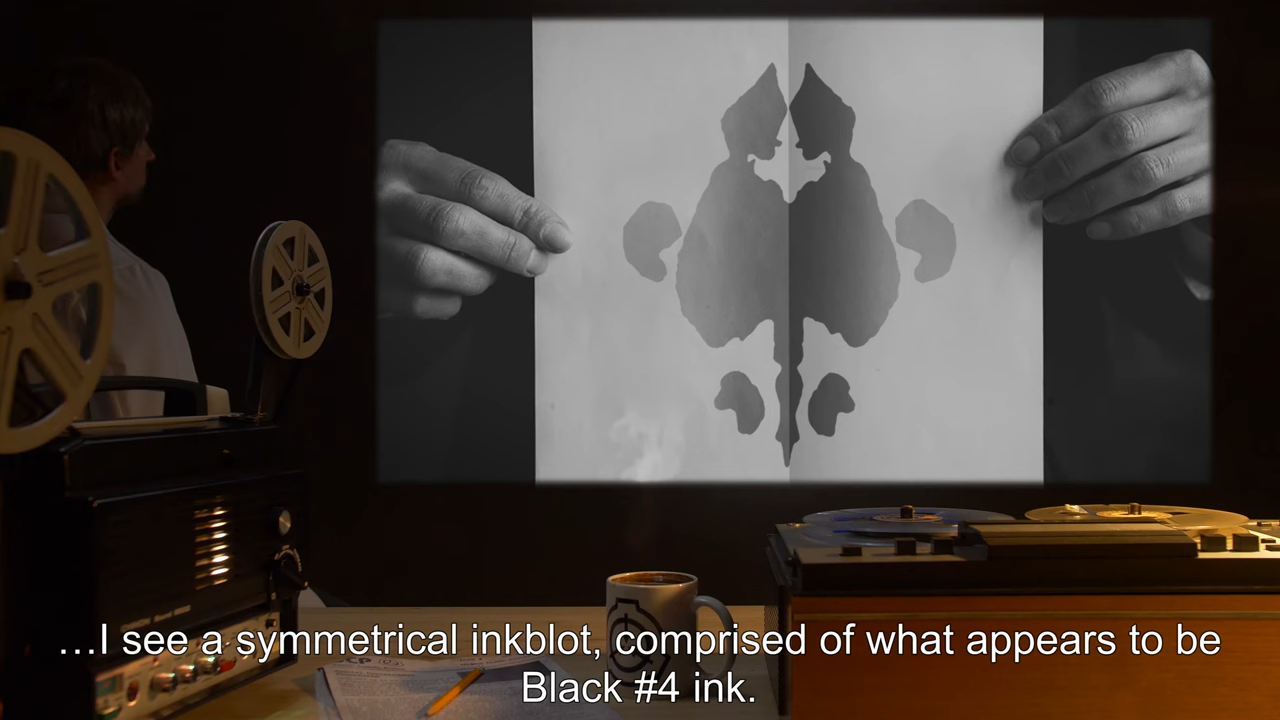 …I see a symmetrical inkblot, comprised of what appears to be
Black #4 ink.